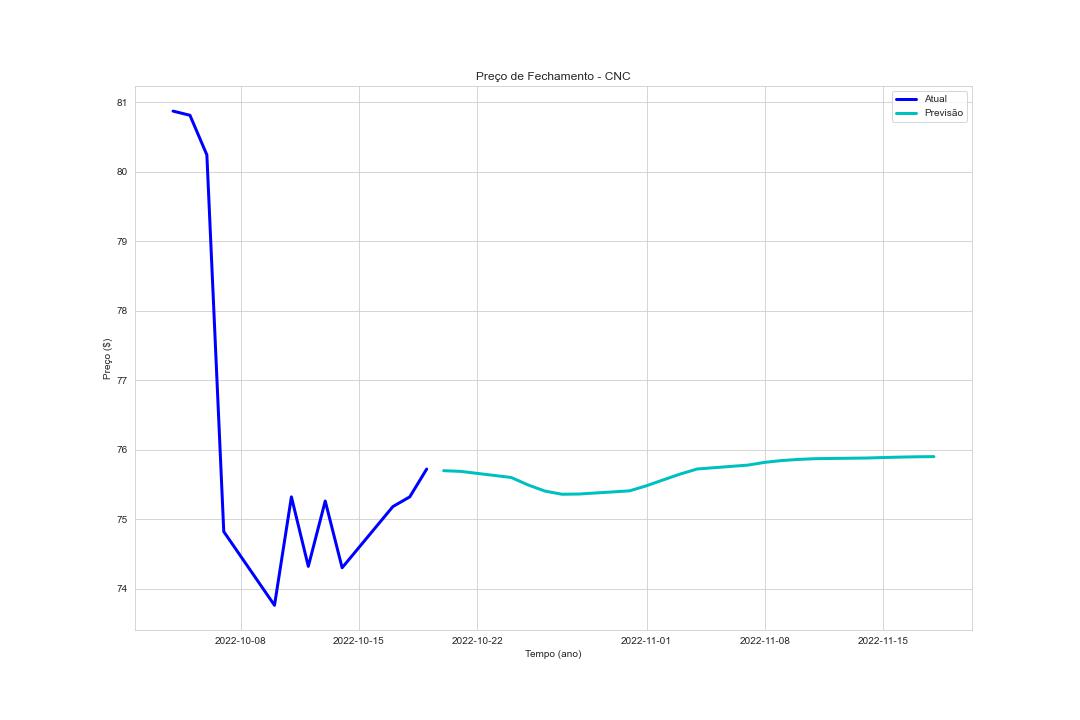 Preço de Fechamento - CNC
Atual
Previsão
81
80
79
78
77
76
75
74
Preço ($)
2022-10-08
2022-10-15
2022-10-22
2022-11-01
2022-11-08
2022-11-15
Tempo (ano)